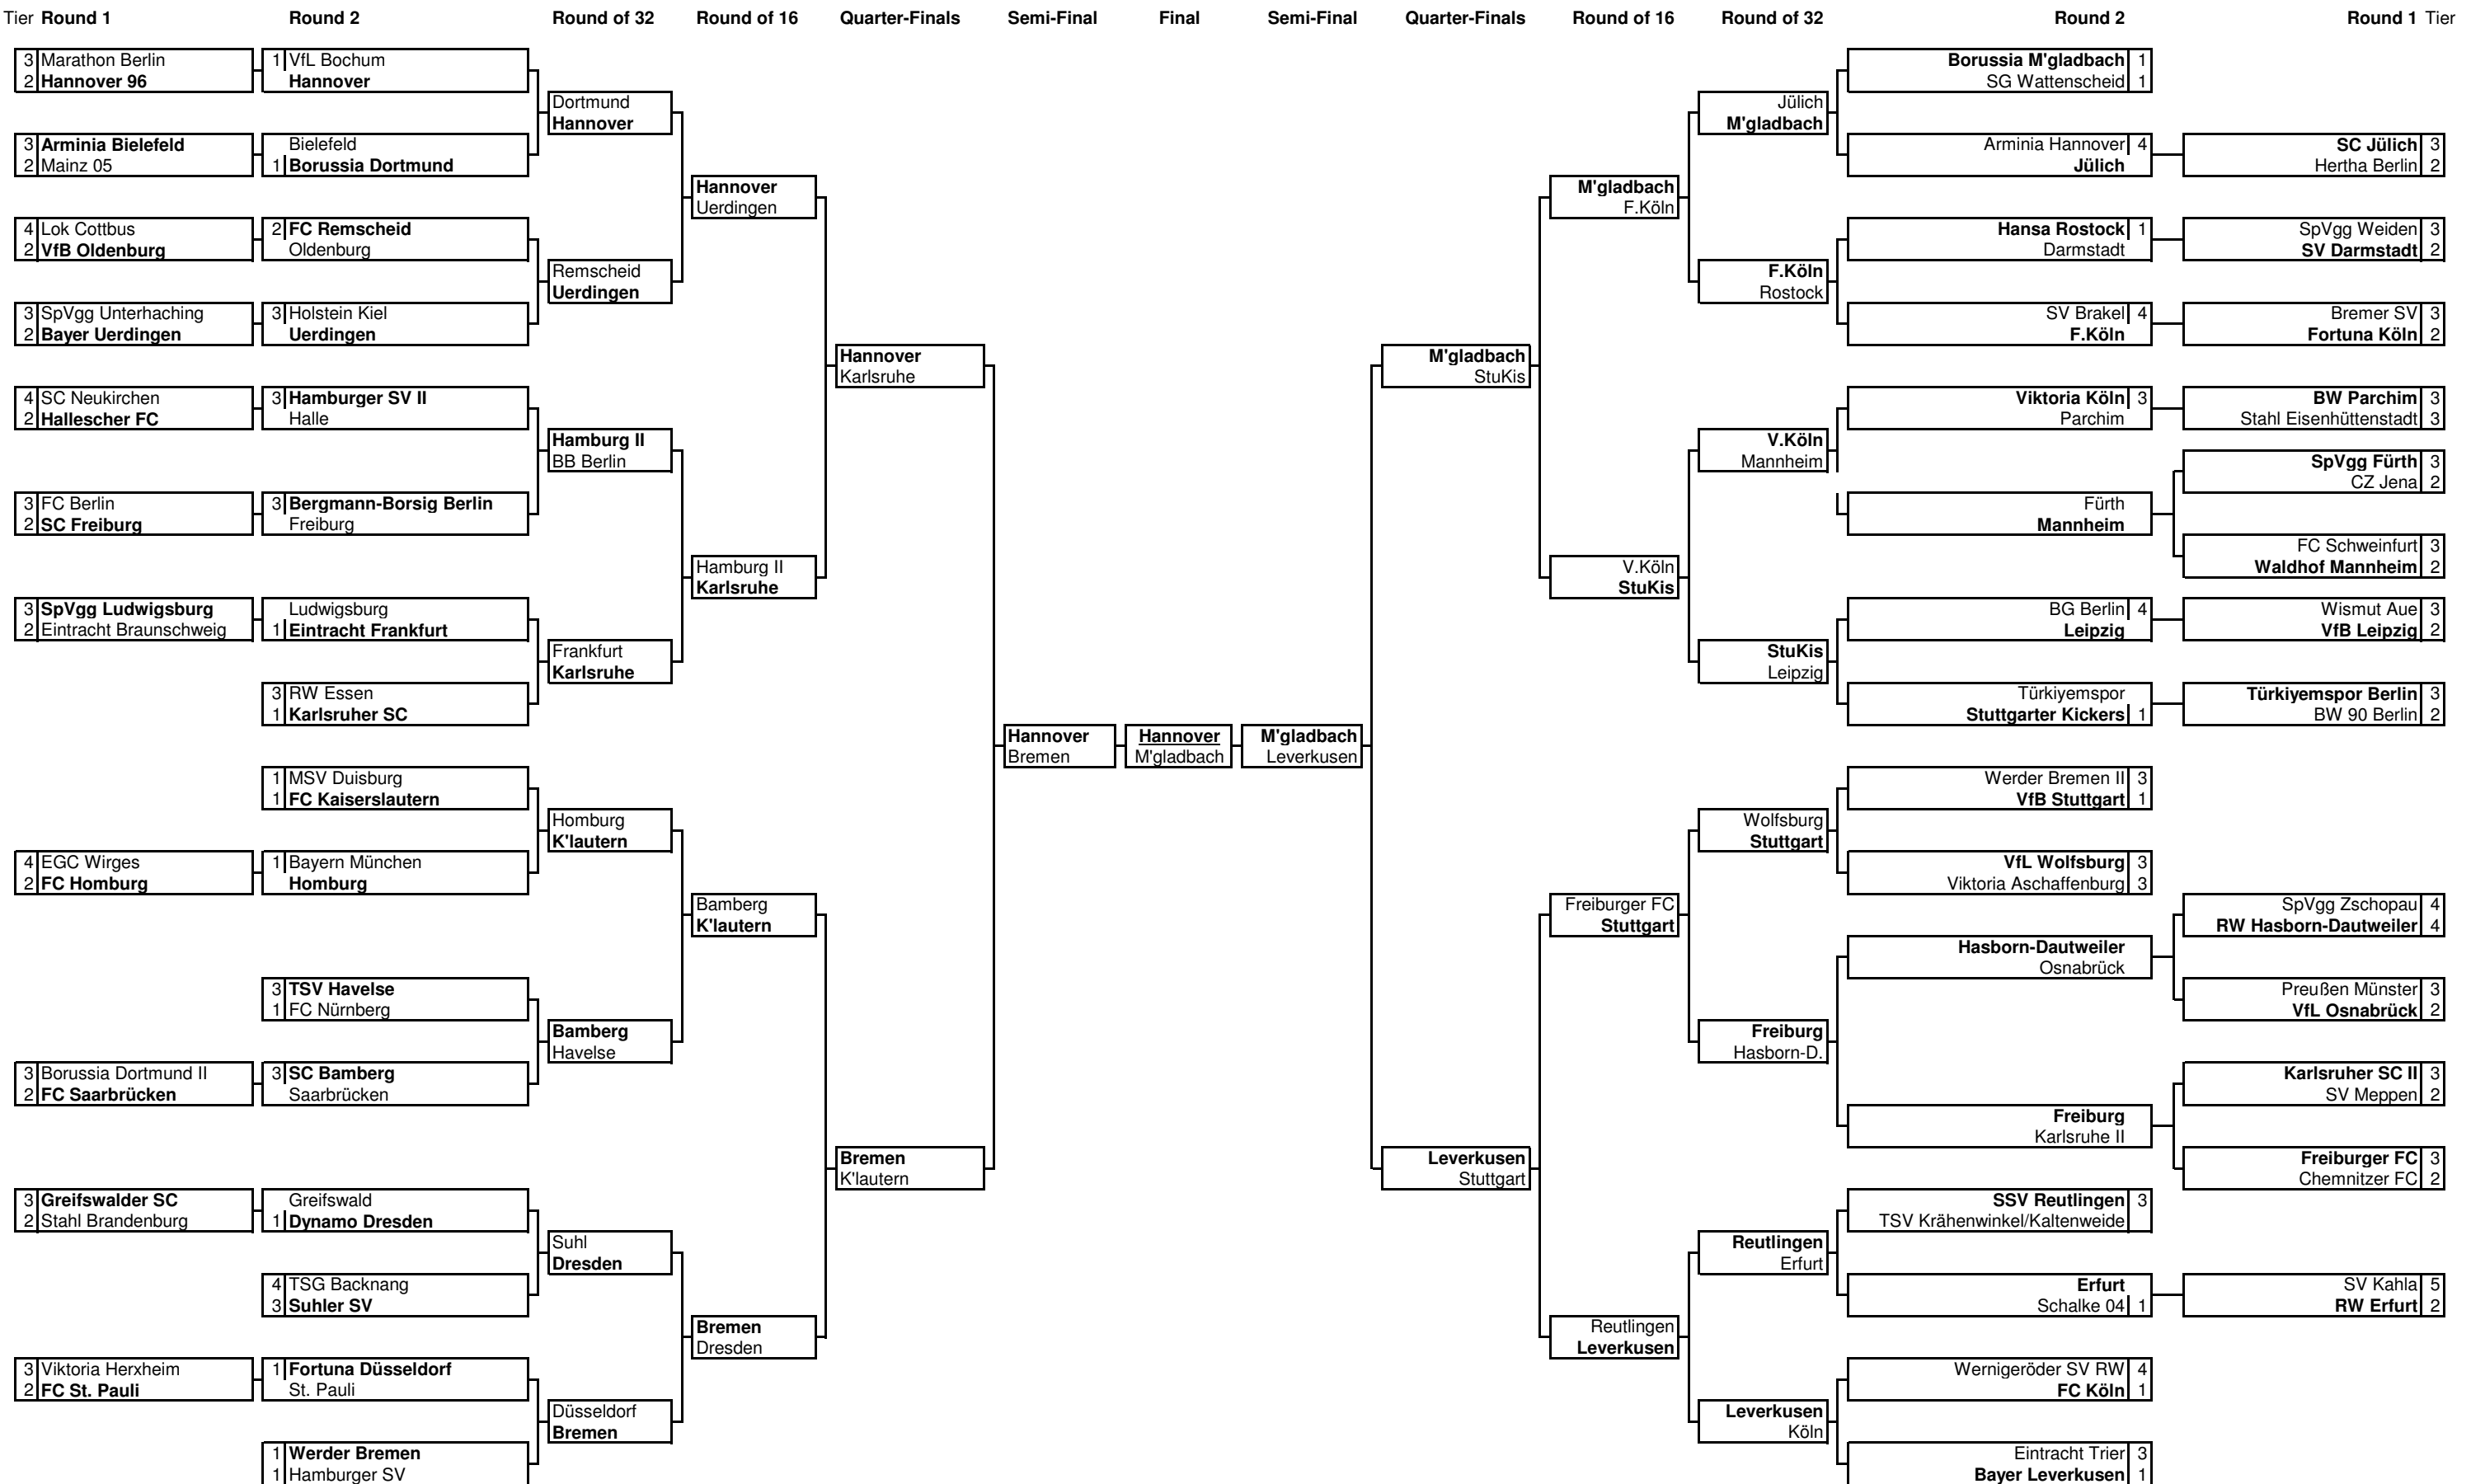 Tier Round 1 Round 2 Round of 32 Round of 16 Quarter-Finals Semi-Final Final Semi-Final Quarter-Finals Round of 16 Round of 32 Round 2 Round 1 Tier
3 Marathon Berlin 1 VfL Bochum Borussia M'gladbach 1
2 Hannover 96 Hannover SG Wattenscheid 1
Dortmund Jülich
Hannover M'gladbach
3 Arminia Bielefeld Bielefeld Arminia Hannover 4 SC Jülich 3
2 Mainz 05 1 Borussia Dortmund Jülich Hertha Berlin 2
Hannover M'gladbach
Uerdingen F.Köln
4 Lok Cottbus 2 FC Remscheid Hansa Rostock 1 SpVgg Weiden 3
2 VfB Oldenburg Oldenburg Darmstadt SV Darmstadt 2
Remscheid F.Köln
Uerdingen Rostock
3 SpVgg Unterhaching 3 Holstein Kiel SV Brakel 4 Bremer SV 3
2 Bayer Uerdingen Uerdingen F.Köln Fortuna Köln 2
Hannover M'gladbach
Karlsruhe StuKis
4 SC Neukirchen 3 Hamburger SV II Viktoria Köln 3 BW Parchim 3
2 Hallescher FC Halle Parchim Stahl Eisenhüttenstadt 3
Hamburg II V.Köln
BB Berlin Mannheim
SpVgg Fürth 3
CZ Jena 2
3 FC Berlin 3 Bergmann-Borsig Berlin Fürth
2 SC Freiburg Freiburg Mannheim
FC Schweinfurt 3
Waldhof Mannheim 2
Hamburg II V.Köln
Karlsruhe StuKis
3 SpVgg Ludwigsburg Ludwigsburg BG Berlin 4 Wismut Aue 3
2 Eintracht Braunschweig 1 Eintracht Frankfurt Leipzig VfB Leipzig 2
Frankfurt StuKis
Karlsruhe Leipzig
3 RW Essen Türkiyemspor Türkiyemspor Berlin 3
1 Karlsruher SC Stuttgarter Kickers 1 BW 90 Berlin 2
Hannover Hannover M'gladbach
Bremen M'gladbach Leverkusen
1 MSV Duisburg Werder Bremen II 3
1 FC Kaiserslautern VfB Stuttgart 1
Homburg Wolfsburg
K'lautern Stuttgart
4 EGC Wirges 1 Bayern München VfL Wolfsburg 3
2 FC Homburg Homburg Viktoria Aschaffenburg 3
Bamberg Freiburger FC SpVgg Zschopau 4
K'lautern Stuttgart RW Hasborn-Dautweiler 4
Hasborn-Dautweiler
Osnabrück
3 TSV Havelse Preußen Münster 3
1 FC Nürnberg VfL Osnabrück 2
Bamberg Freiburg
Havelse Hasborn-D.
3 Borussia Dortmund II 3 SC Bamberg Karlsruher SC II 3
2 FC Saarbrücken Saarbrücken SV Meppen 2
Freiburg
Karlsruhe II
Bremen Leverkusen Freiburger FC 3
K'lautern Stuttgart Chemnitzer FC 2
3 Greifswalder SC Greifswald SSV Reutlingen 3
2 Stahl Brandenburg 1 Dynamo Dresden TSV Krähenwinkel/Kaltenweide
Suhl Reutlingen
Dresden Erfurt
4 TSG Backnang Erfurt SV Kahla 5
3 Suhler SV Schalke 04 1 RW Erfurt 2
Bremen Reutlingen
Dresden Leverkusen
3 Viktoria Herxheim 1 Fortuna Düsseldorf Wernigeröder SV RW 4
2 FC St. Pauli St. Pauli FC Köln 1
Düsseldorf Leverkusen
Bremen Köln
1 Werder Bremen Eintracht Trier 3
1 Hamburger SV Bayer Leverkusen 1